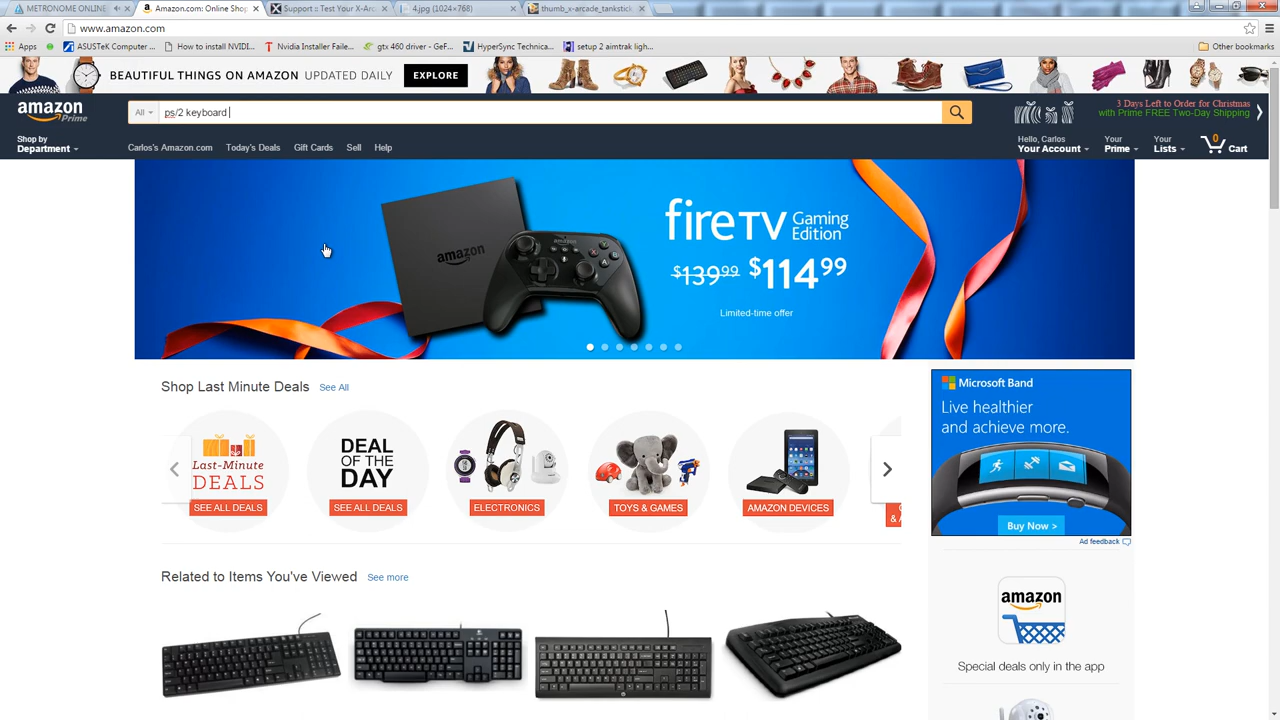 METRONOME ONLINE
Amazon.com: Online Shop
Support :: Test Your X-Arc
4.jpg (1024×768)
thumb_x-arcade_tankstick
www.amazon.com
Apps
ASUSTeK Computer ...
How to install NVIDI...
Nvidia Installer Faile...
gtx 460 driver - GeF...
HyperSync Technica...
setup 2 aimtrak ligh...
Other bookmarks
BEAUTIFUL THINGS ON AMAZON UPDATED DAILY
EXPLORE
amazon
Prime
All
ps/2 keyboard
3 Days Left to Order for Christmas
with Prime FREE Two-Day Shipping
Shop by
Department
Carlos's Amazon.com
Today's Deals
Gift Cards
Sell
Help
Hello, Carlos
Your Account
Your
Prime
Your
Lists
0
Cart
amazon
fireTV Gaming
Edition
$139.99 $114.99
Limited-time offer
Shop Last Minute Deals See All
Last-Minute
DEALS
SEE ALL DEALS
DEAL
OF THE
DAY
SEE ALL DEALS
ELECTRONICS
TOYS & GAMES
AMAZON DEVICES
Microsoft Band
Live healthier
and achieve more.
Buy Now >
Ad feedback
Related to Items You've Viewed See more
amazon
Special deals only in the app